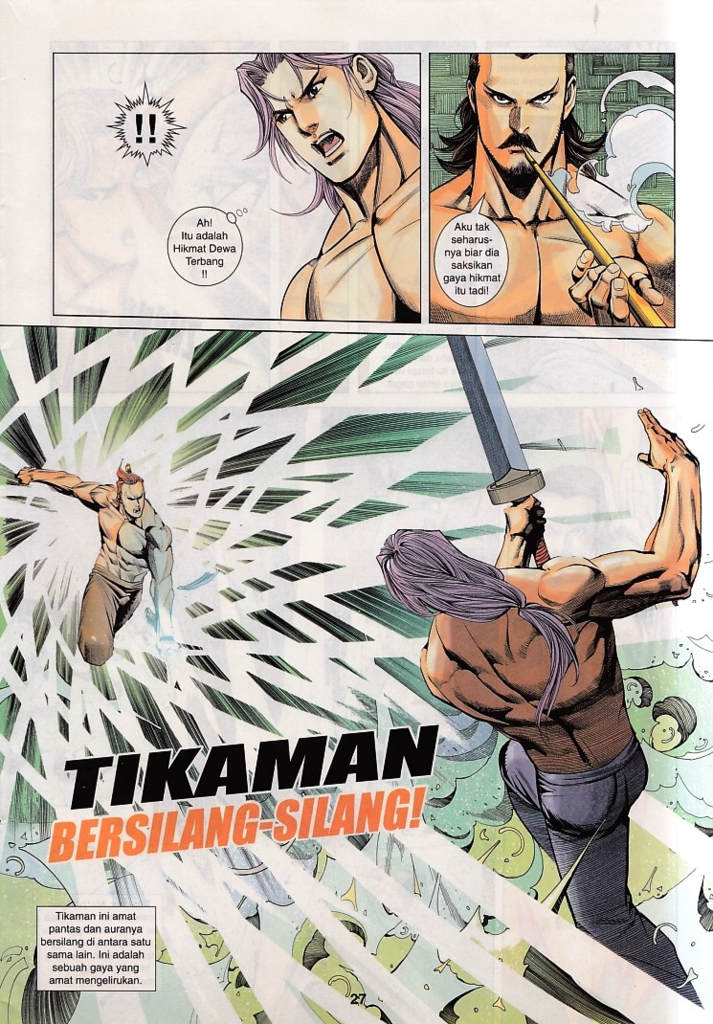 !!
Ah!
Itu adalah
Hikmat Dewa
Terbang
!!
Aku tak
seharus-
nya biar dia
saksikan
gaya hikmat
itu tadi!
TIKAMAN
BERSILANG-SILANG!
Tikaman ini amat
pantas dan auranya
bersilang di antara satu
sama lain. Ini adalah
sebuah gaya yang
amat mengelirukan.
27